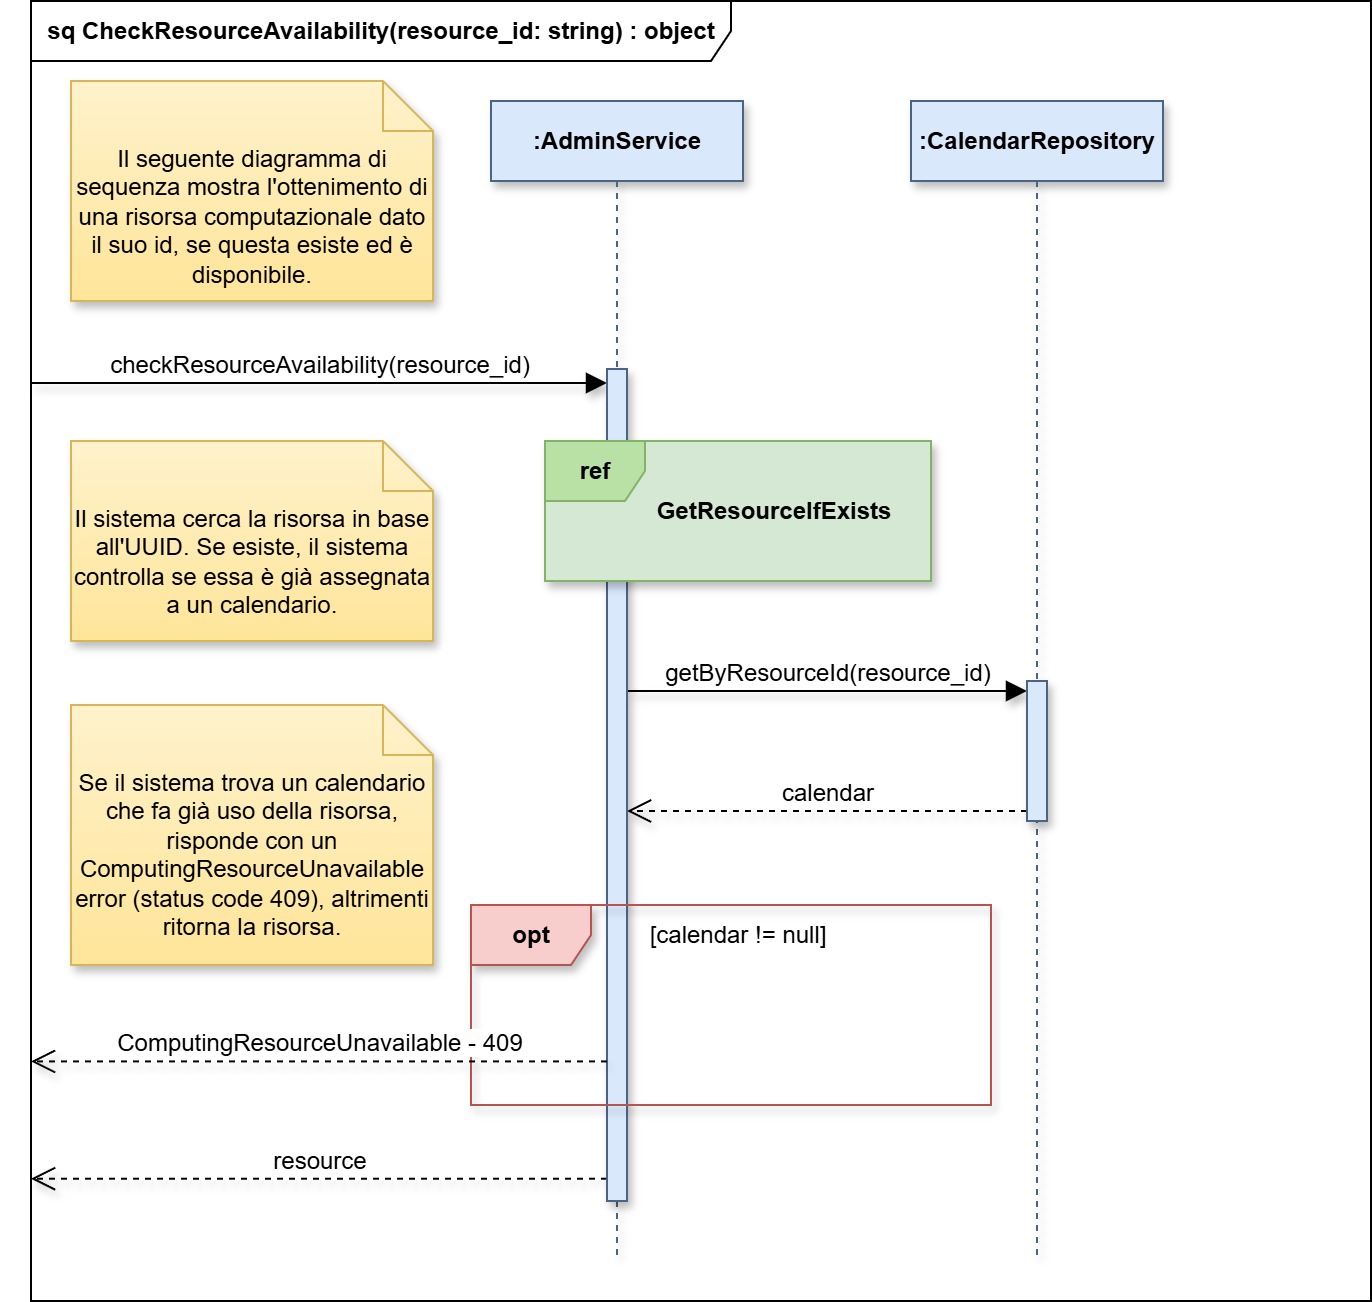 sq CheckResourceAvailability(resource_id: string) : object
Il seguente diagramma di
sequenza mostra l'ottenimento di
una risorsa computazionale dato
il suo id, se questa esiste ed è
disponibile.
:AdminService
:CalendarRepository
checkResourceAvailability(resource_id)
ref
GetResourceIfExists
Il sistema cerca la risorsa in base
all'UUID. Se esiste, il sistema
controlla se essa è già assegnata
a un calendario.
getByResourceId(resource_id)
calendar
Se il sistema trova un calendario
che fa già uso della risorsa,
risponde con un
ComputingResourceUnavailable
error (status code 409), altrimenti
ritorna la risorsa.
opt
[calendar != null]
ComputingResourceUnavailable - 409
resource